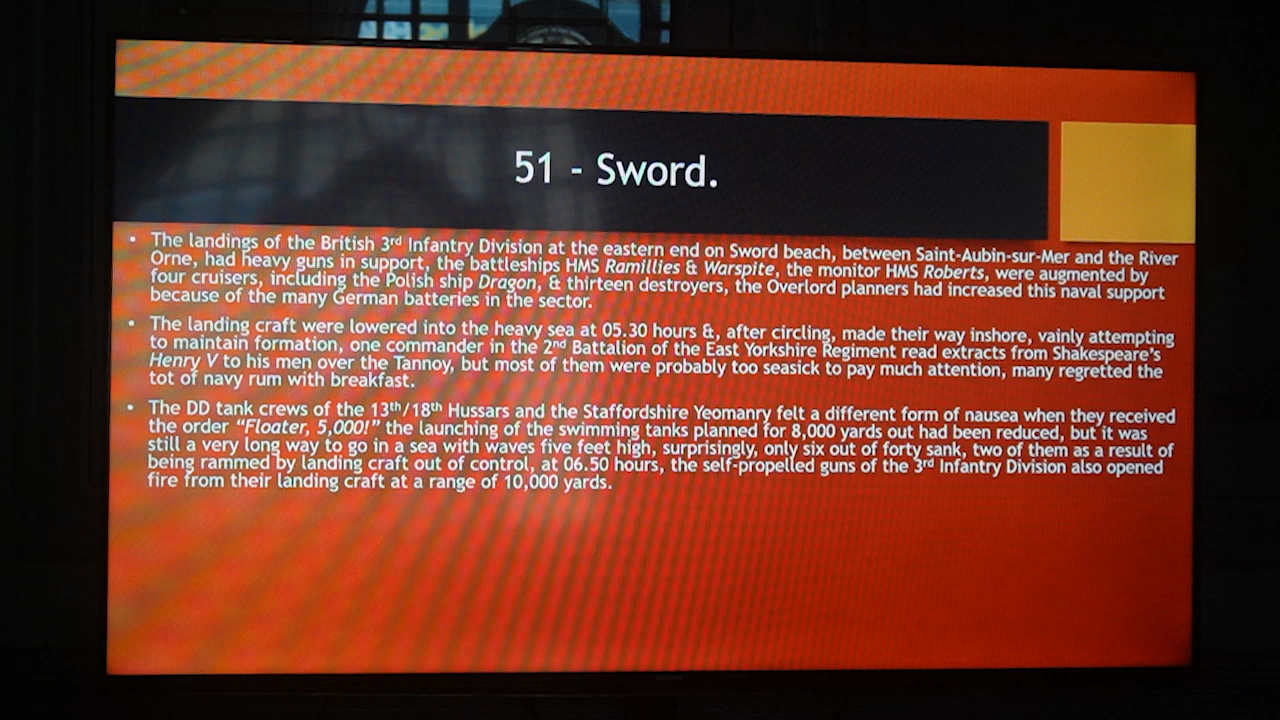 51 - Sword.
• The landings of the British 3rd Infantry Division at the eastern end on Sword beach, between Saint-Aubin-sur-Mer and the River
Orne, had heavy guns in support, the battleships HMS Ramillies & Warspite, the monitor HMS Roberts, were augmented by
four cruisers, including the Polish ship Dragon, & thirteen destroyers, the Overlord planners had increased this naval support
because of the many German batteries in the sector.
• The landing craft were lowered into the heavy sea at 05.30 hours &, after circling, made their way inshore, vainly attempting
to maintain formation, one commander in the 2nd Battalion of the East Yorkshire Regiment read extracts from Shakespeare's
Henry V to his men over the Tannoy, but most of them were probably too seasick to pay much attention, many regretted the
tot of navy rum with breakfast.
• The DD tank crews of the 13th/18th Hussars and the Staffordshire Yeomanry felt a different form of nausea when they received
the order "Floater, 5,000!" the launching of the swimming tanks planned for 8,000 yards out had been reduced, but it was
still a very long way to go in a sea with waves five feet high, surprisingly, only six out of forty sank, two of them as a result of
being rammed by landing craft out of control, at 06.50 hours, the self-propelled guns of the 3rd Infantry Division also opened
fire from their landing craft at a range of 10,000 yards.